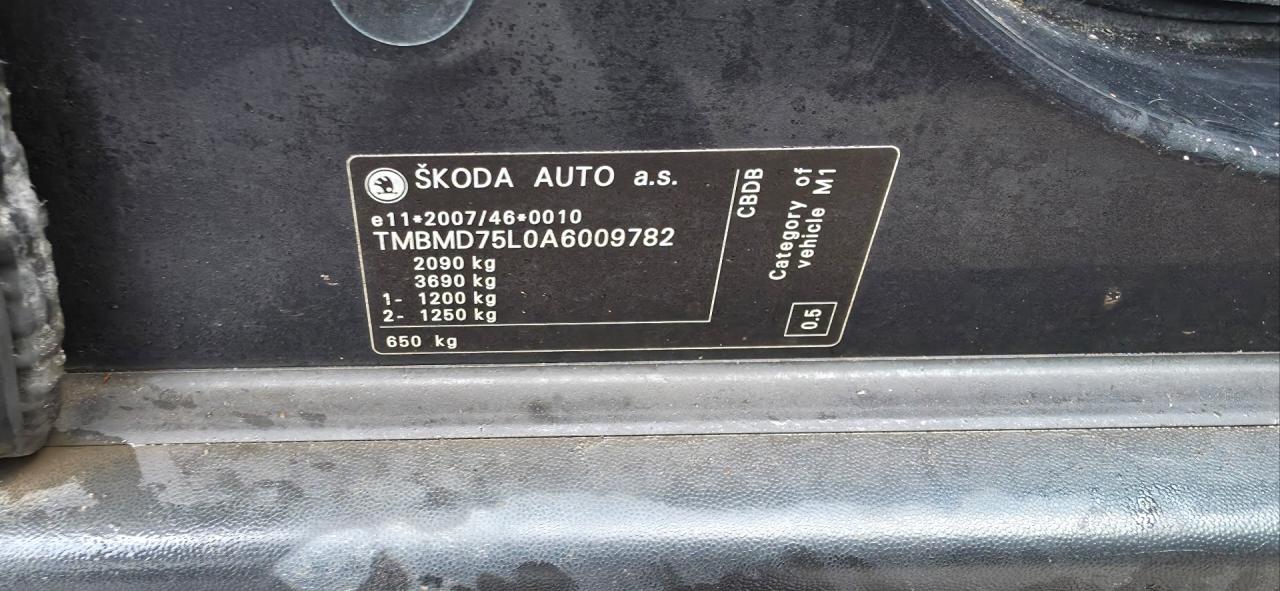 ŠKODA AUTO a.s.
e11*2007/46*0010
TMBMD75L0A6009782
2090 kg
3690 kg
1- 1200 kg
2- 1250 kg
650 kg
CBDB
Category of
vehicle M1
0.5